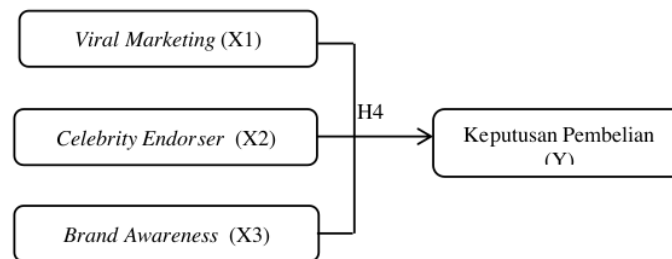 Viral Marketing (X1)
H4
Celebrity Endorser (X2)
Keputusan Pembelian
(Y)
Brand Awareness (X3)